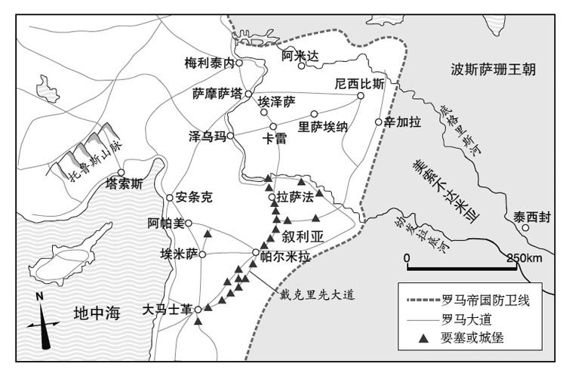 阿米达
梅利泰内
波斯萨珊王朝
萨摩萨塔
尼西比斯
埃泽萨
里萨埃纳
辛加拉
泽乌玛
卡雷
底格里斯河
托鲁斯山脉
塔索斯
美索不达米亚
安条克
拉萨法
阿帕美
叙利亚
幼发拉底河
泰西封
埃米萨
帕尔米拉
0 250km
N
地中海
大马士革
戴克里先大道
罗马帝国防卫线
罗马大道
要塞或城堡